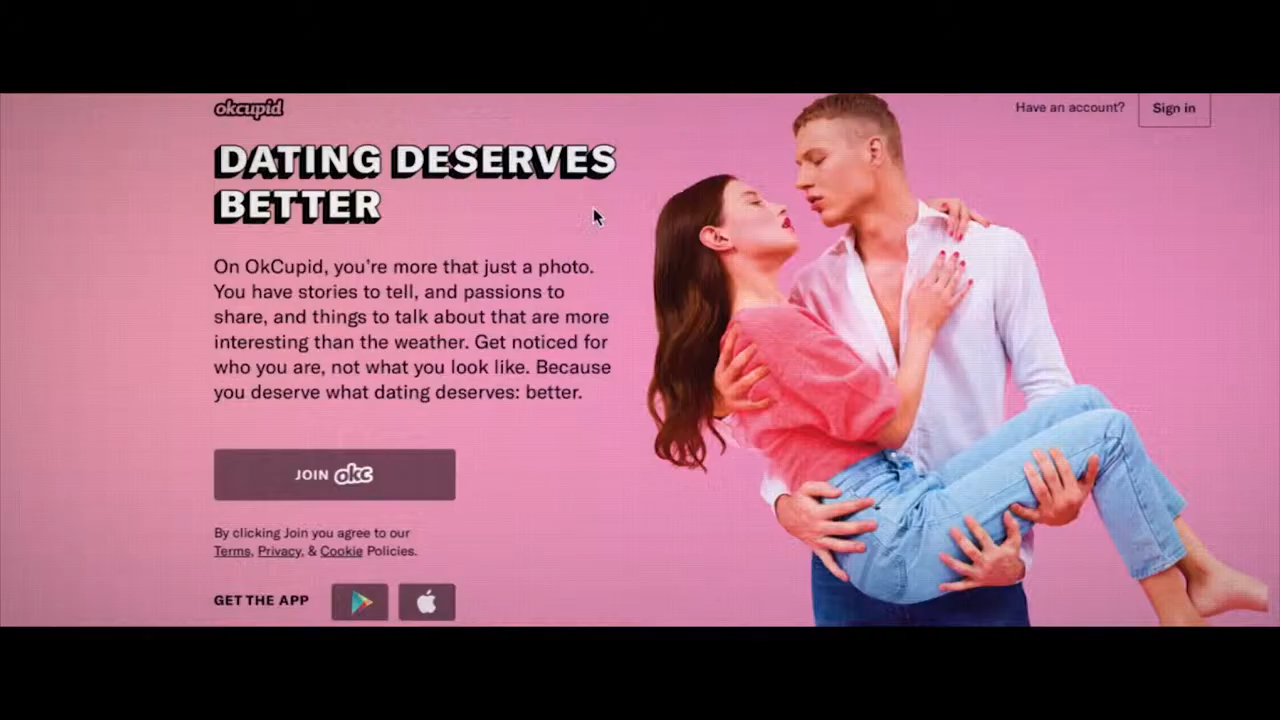 okcupid
Have an account?
Sign in
DATING DESERVES
BETTER
On OkCupid, you're more that just a photo.
You have stories to tell, and passions to
share, and things to talk about that are more
interesting than the weather. Get noticed for
who you are, not what you look like. Because
you deserve what dating deserves: better.
JOIN okc
By clicking Join you agree to our
Terms, Privacy, & Cookie Policies.
GET THE APP